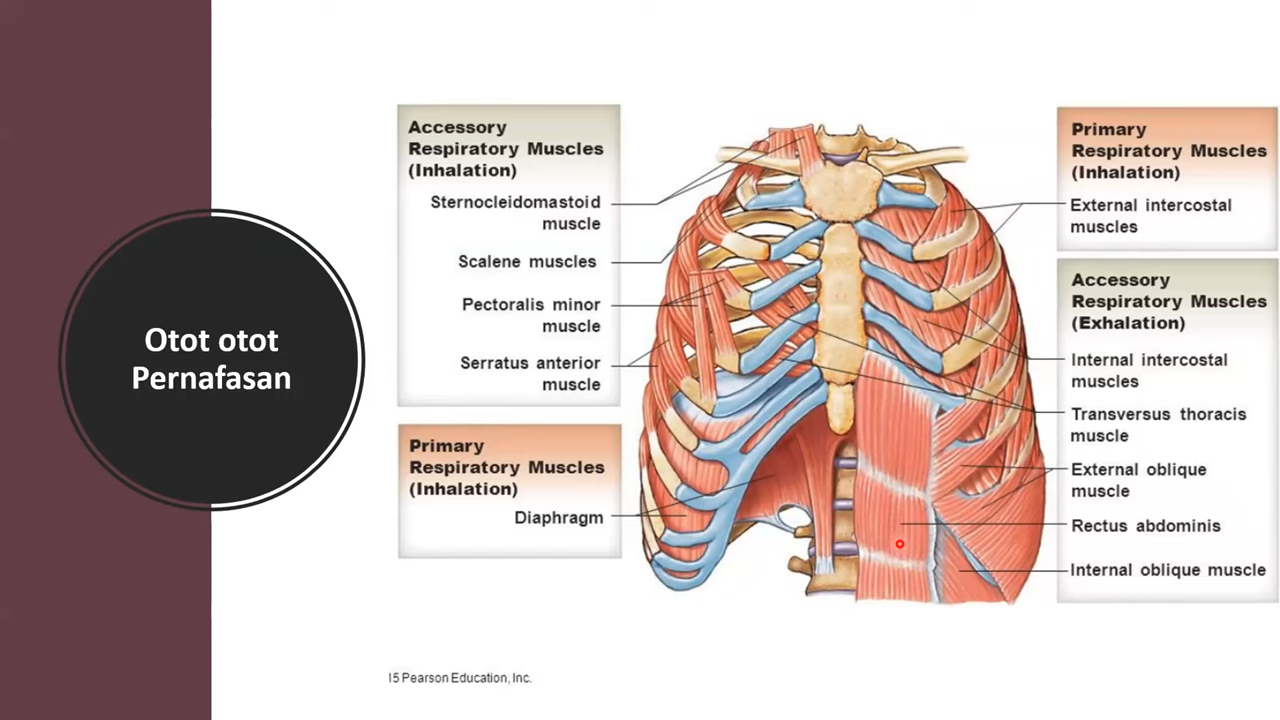 Otot otot
Pernafasan
Accessory
Respiratory Muscles
(Inhalation)
Sternocleidomastoid
muscle
Scalene muscles
Pectoralis minor
muscle
Serratus anterior
muscle
Primary
Respiratory Muscles
(Inhalation)
Diaphragm
Primary
Respiratory Muscles
(Inhalation)
External intercostal
muscles
Accessory
Respiratory Muscles
(Exhalation)
Internal intercostal
muscles
Transversus thoracis
muscle
External oblique
muscle
Rectus abdominis
Internal oblique muscle
15 Pearson Education, Inc.